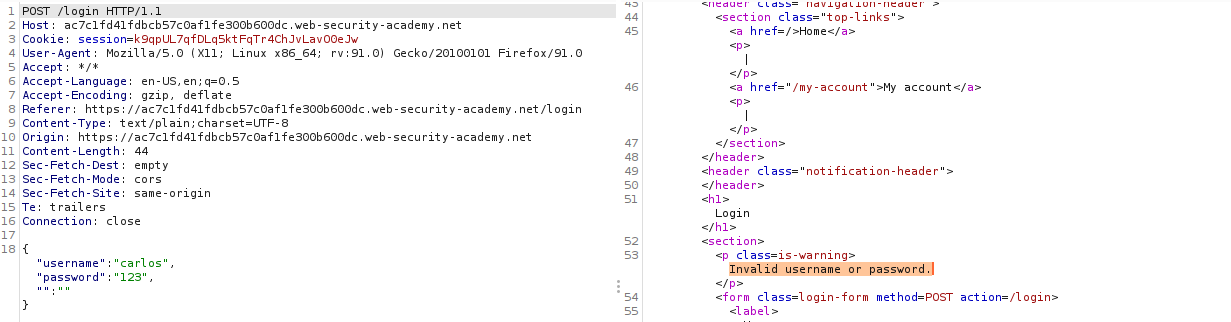 1 POST /login HTTP/1.1
2 Host: ac7c1fd41fdbcb57c0af1fe300b600dc.web-security-academy.net
3 Cookie: session=k9qpUL7qfDLq5ktFqTr4ChJvLavO0eJw
4 User-Agent: Mozilla/5.0 (X11; Linux x86_64; rv:91.0) Gecko/20100101 Firefox/91.0
5 Accept: */*
6 Accept-Language: en-US,en;q=0.5
7 Accept-Encoding: gzip, deflate
8 Referer: https://ac7c1fd41fdbcb57c0af1fe300b600dc.web-security-academy.net/login
9 Content-Type: text/plain;charset=UTF-8
10 Origin: https://ac7c1fd41fdbcb57c0af1fe300b600dc.web-security-academy.net
11 Content-Length: 44
12 Sec-Fetch-Dest: empty
13 Sec-Fetch-Mode: cors
14 Sec-Fetch-Site: same-origin
15 Te: trailers
16 Connection: close
17
18 {
"username":"carlos",
"password":"123",
"":""
}
43 <header class="navigation-header">
44 <section class="top-links">
45 <a href=/>Home</a>
<p>
|
</p>
46 <a href="/my-account">My account</a>
<p>
|
</p>
47 </section>
48 </header>
49 <header class="notification-header">
50 </header>
51 <h1>
Login
</h1>
52 <section>
53 <p class=is-warning>
Invalid username or password.
</p>
54 <form class=login-form method=POST action=/login>
55 <label>